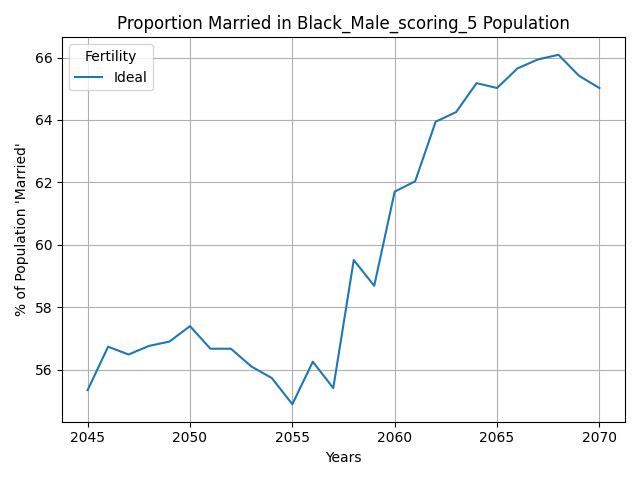 Proportion Married in Black_Male_scoring_5 Population
Fertility
Ideal
% of Population 'Married'
66
64
62
60
58
56
2045
2050
2055
2060
2065
2070
Years